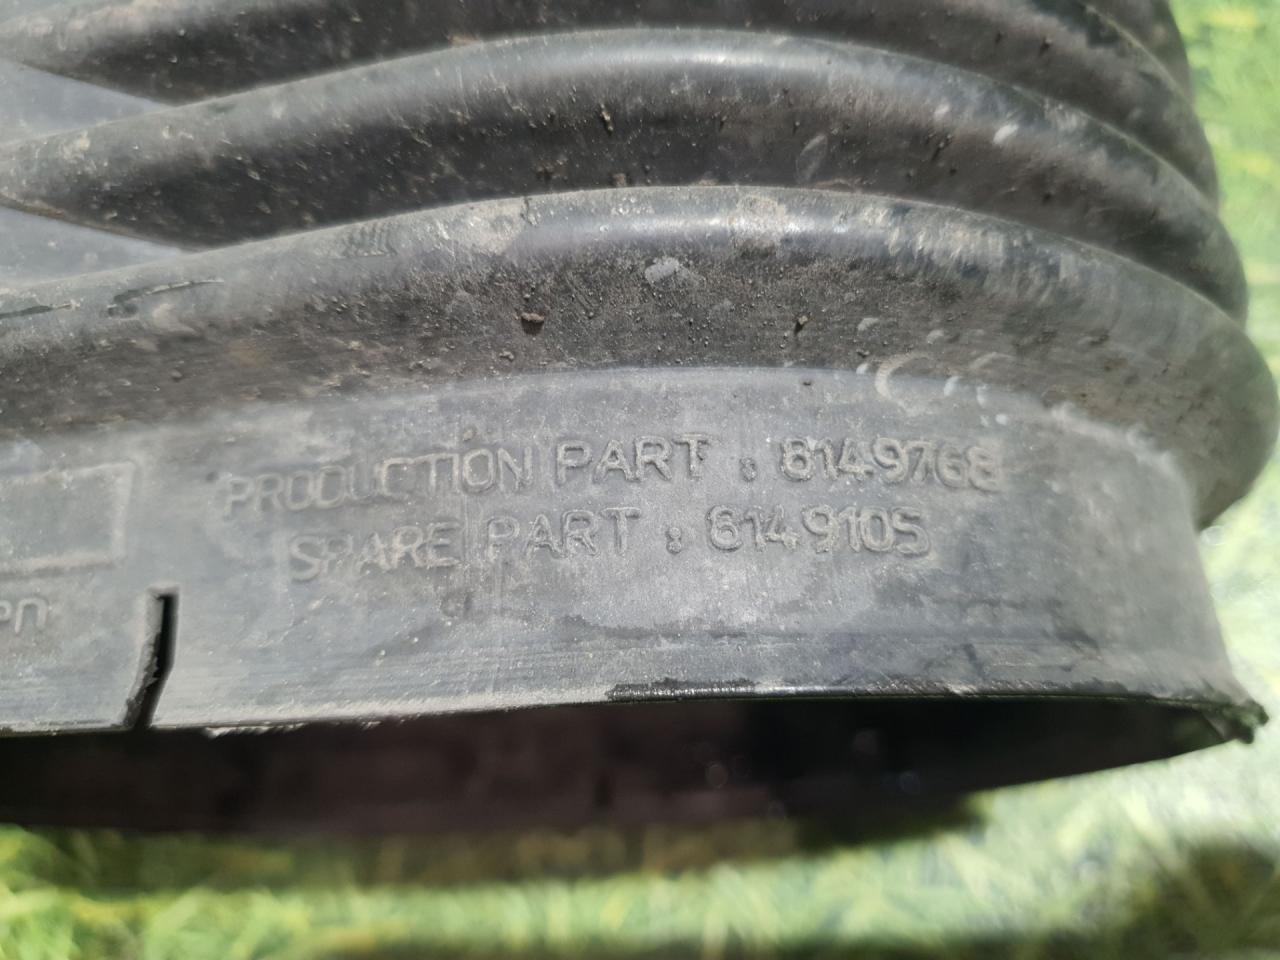 PRODUCTION PART : 8149768
SPARE PART : 8149105